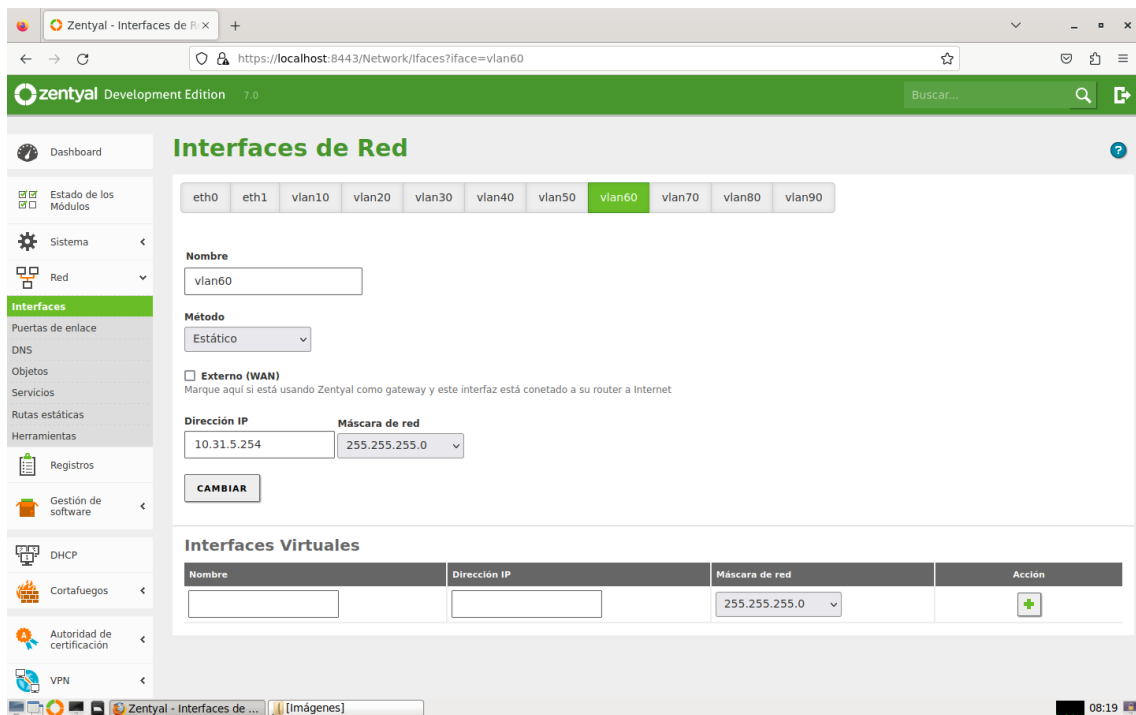 Zentyal - Interfaces de R
https://localhost:8443/Network/Ifaces?iface=vlan60
zentyal Development Edition 7.0
Buscar...
Dashboard
Estado de los
Módulos
Sistema
Red
Interfaces
Puertas de enlace
DNS
Objetos
Servicios
Rutas estáticas
Herramientas
Registros
Gestión de
software
DHCP
Cortafuegos
Autoridad de
certificación
VPN
Interfaces de Red
eth0 eth1 vlan10 vlan20 vlan30 vlan40 vlan50 vlan60 vlan70 vlan80 vlan90
Nombre
vlan60
Método
Estático
Externo (WAN)
Marque aquí si está usando Zentyal como gateway y este interfaz está conetado a su router a Internet
Dirección IP Máscara de red
10.31.5.254 255.255.255.0
CAMBIAR
Interfaces Virtuales
Nombre Dirección IP Máscara de red Acción
255.255.255.0
Zentyal - Interfaces de ... [Imágenes] 08:19